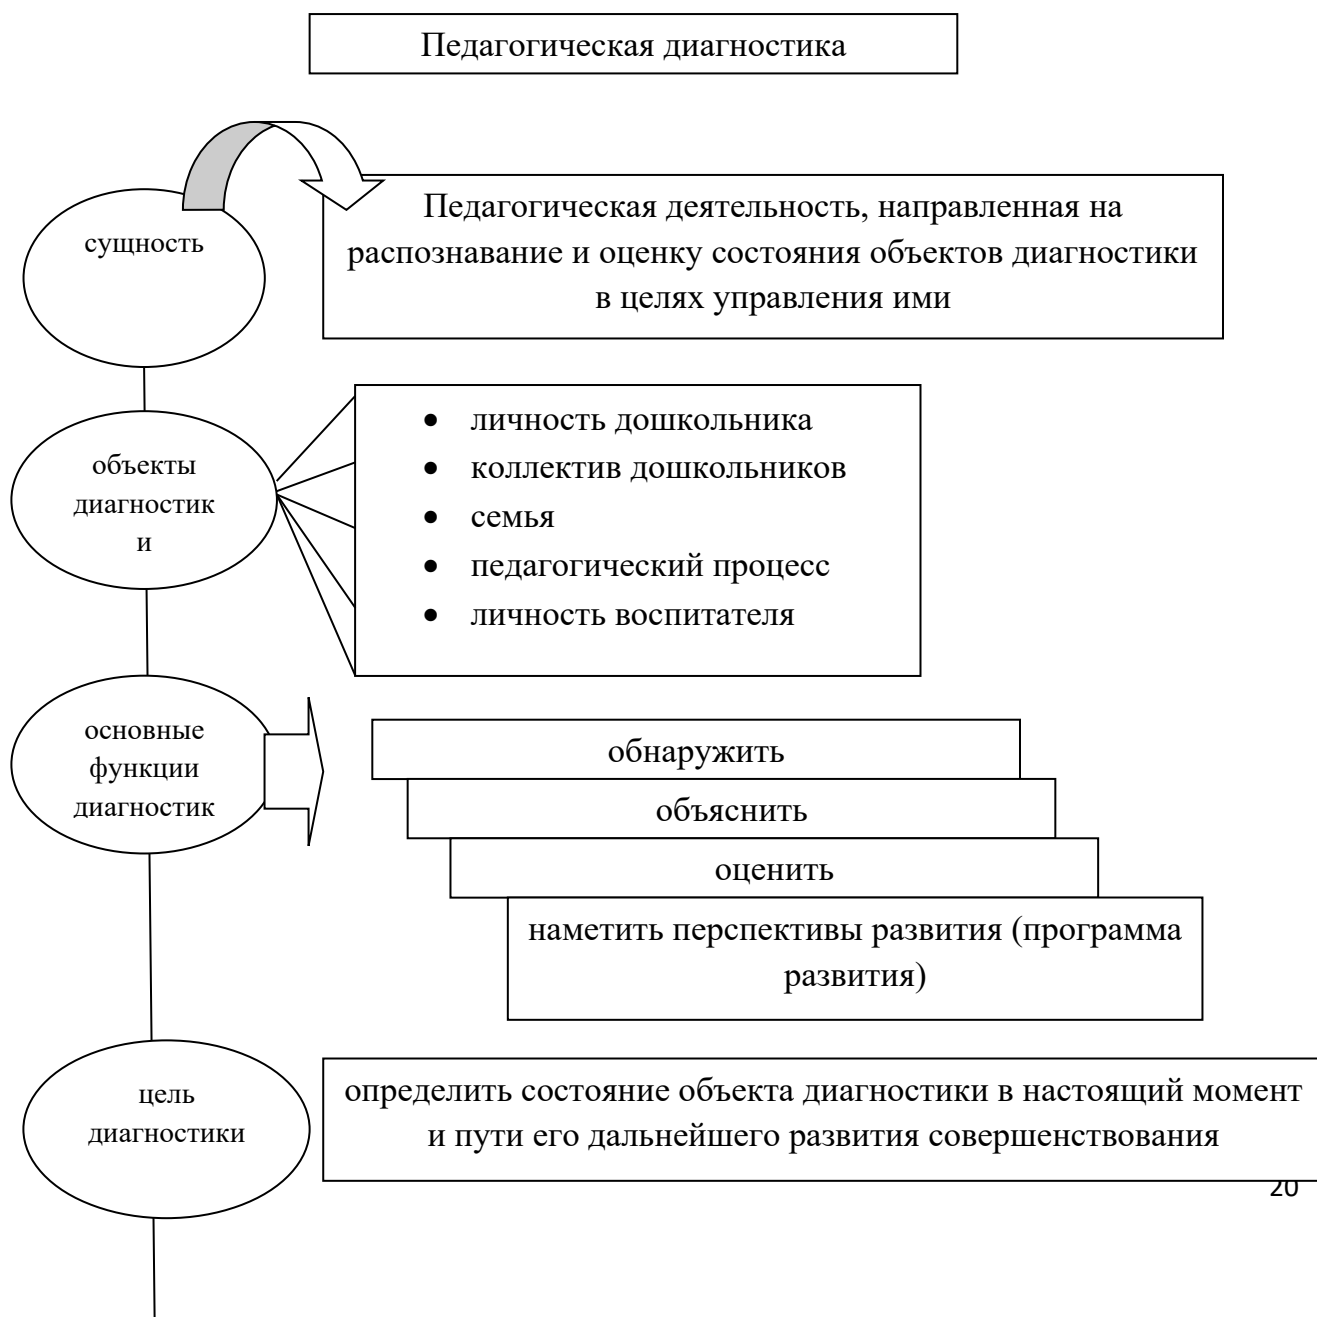 Педагогическая диагностика
сущность
Педагогическая деятельность, направленная на
распознавание и оценку состояния объектов диагностики
в целях управления ими
объекты
диагностик
и
• личность дошкольника
• коллектив дошкольников
• семья
• педагогический процесс
• личность воспитателя
основные
функции
диагностик
обнаружить
объяснить
оценить
наметить перспективы развития (программа
развития)
цель
диагностики
определить состояние объекта диагностики в настоящий момент
и пути его дальнейшего развития совершенствования
20